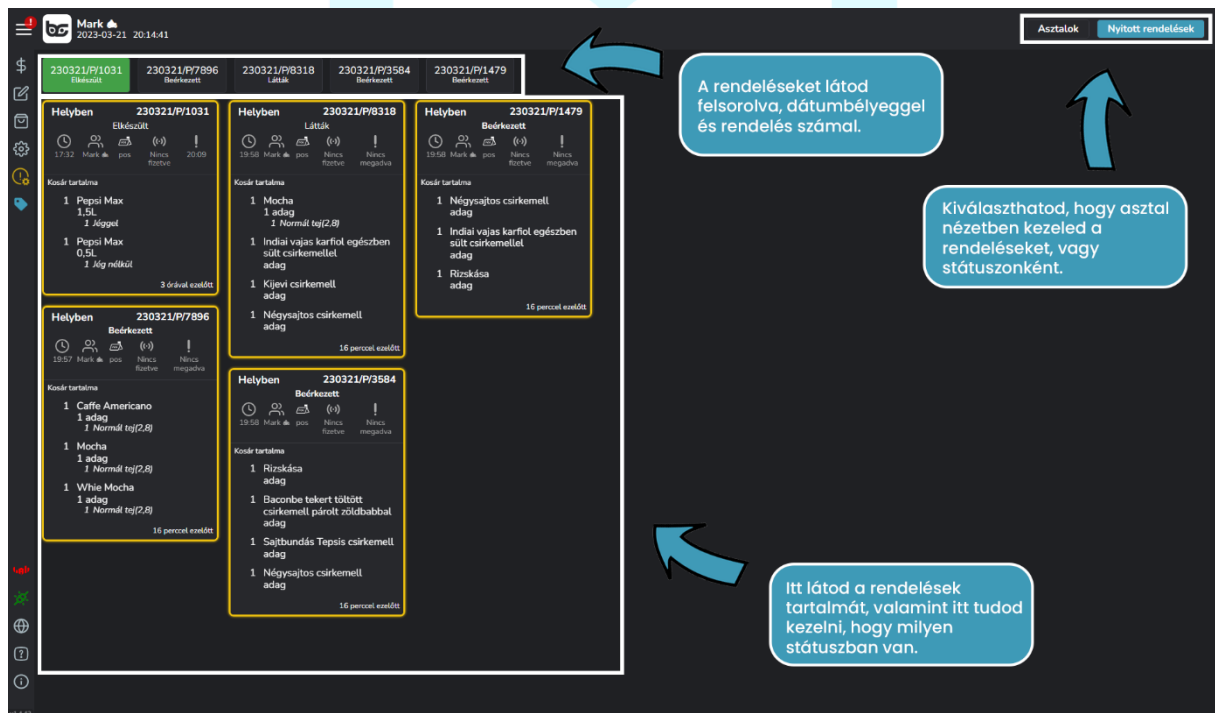 Mark
2023-03-21 20:14:41
Asztalok
Nyitott rendelések
230321/P/1031
Elkészült
230321/P/7896
Beérkezett
230321/P/8318
Látták
230321/P/3584
Beérkezett
230321/P/1479
Beérkezett
A rendeléseket látod
felsorolva, dátumbélyeggel
és rendelés számal.
Kiválaszthatod, hogy asztal
nézetben kezeled a
rendeléseket, vagy
státuszonként.
Helyben 230321/P/1031
Elkészült
17:32 Mark pos Nincs 20:09
fizetve
Kosár tartalma
1 Pepsi Max
1,5L
1 Jéggel
1 Pepsi Max
0,5L
1 Jég nélkül
3 órával ezelőtt
Helyben 230321/P/7896
Beérkezett
19:57 Mark pos Nincs Nincs
fizetve megadva
Kosár tartalma
1 Caffe Americano
1 adag
1 Normál tej(2,8)
1 Mocha
1 adag
1 Normál tej(2,8)
1 Whie Mocha
1 adag
1 Normál tej(2,8)
16 perccel ezelőtt
Helyben 230321/P/8318
Látták
19:58 Mark pos Nincs Nincs
fizetve megadva
Kosár tartalma
1 Mocha
1 adag
1 Normál tej(2,8)
1 Indiai vajas karfiol egészben
sült csirkemellel
adag
1 Kijevi csirkemell
adag
1 Négysajtos csirkemell
adag
16 perccel ezelőtt
Helyben 230321/P/3584
Beérkezett
19:58 Mark pos Nincs Nincs
fizetve megadva
Kosár tartalma
1 Rizskása
adag
1 Baconbe tekert töltött
csirkemell párolt zöldbabbal
adag
1 Sajtbundás Tepsis csirkemell
adag
1 Négysajtos csirkemell
adag
16 perccel ezelőtt
Helyben 230321/P/1479
Beérkezett
19:58 Mark pos Nincs Nincs
fizetve megadva
Kosár tartalma
1 Négysajtos csirkemell
adag
1 Indiai vajas karfiol egészben
sült csirkemellel
adag
1 Rizskása
adag
16 perccel ezelőtt
Itt látod a rendelések
tartalmát, valamint itt tudod
kezelni, hogy milyen
státuszban van.